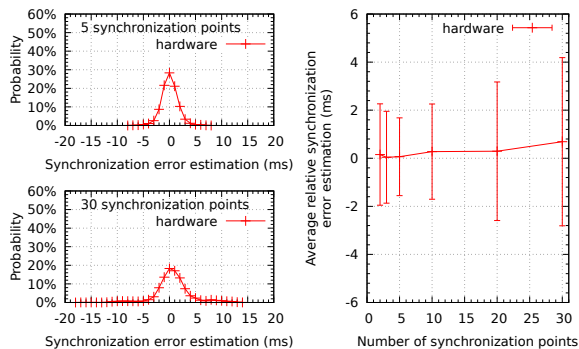 60%
50%
40%
30%
20%
10%
0%
Probability
5 synchronization points
hardware
-20 -15 -10 -5 0 5 10 15 20
Synchronization error estimation (ms)
60%
50%
40%
30%
20%
10%
0%
Probability
30 synchronization points
hardware
-20 -15 -10 -5 0 5 10 15 20
Synchronization error estimation (ms)
6
4
2
0
-2
-4
-6
Average relative synchronization
error estimation (ms)
hardware
0 5 10 15 20 25 30
Number of synchronization points